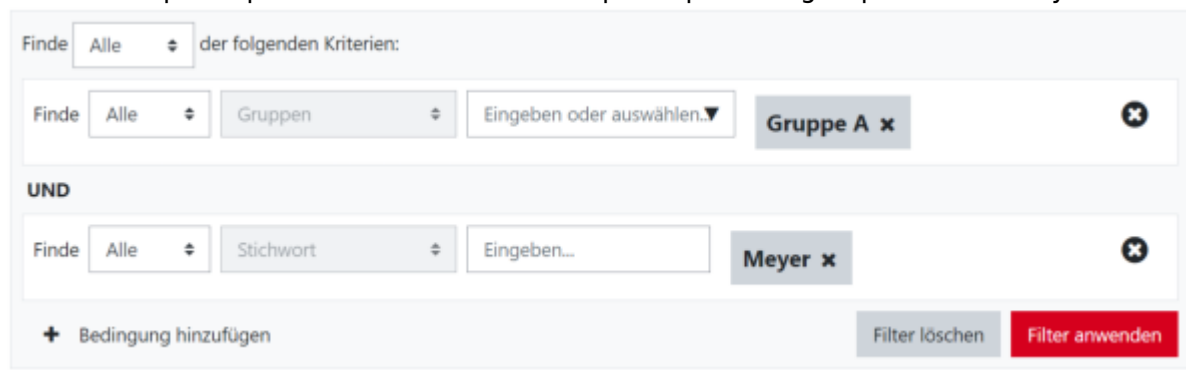 Finde Alle der folgenden Kriterien:
Finde Alle Gruppen Eingeben oder auswählen.. Gruppe A ×
UND
Finde Alle Stichwort Eingeben... Meyer ×
+ Bedingung hinzufügen Filter löschen Filter anwenden